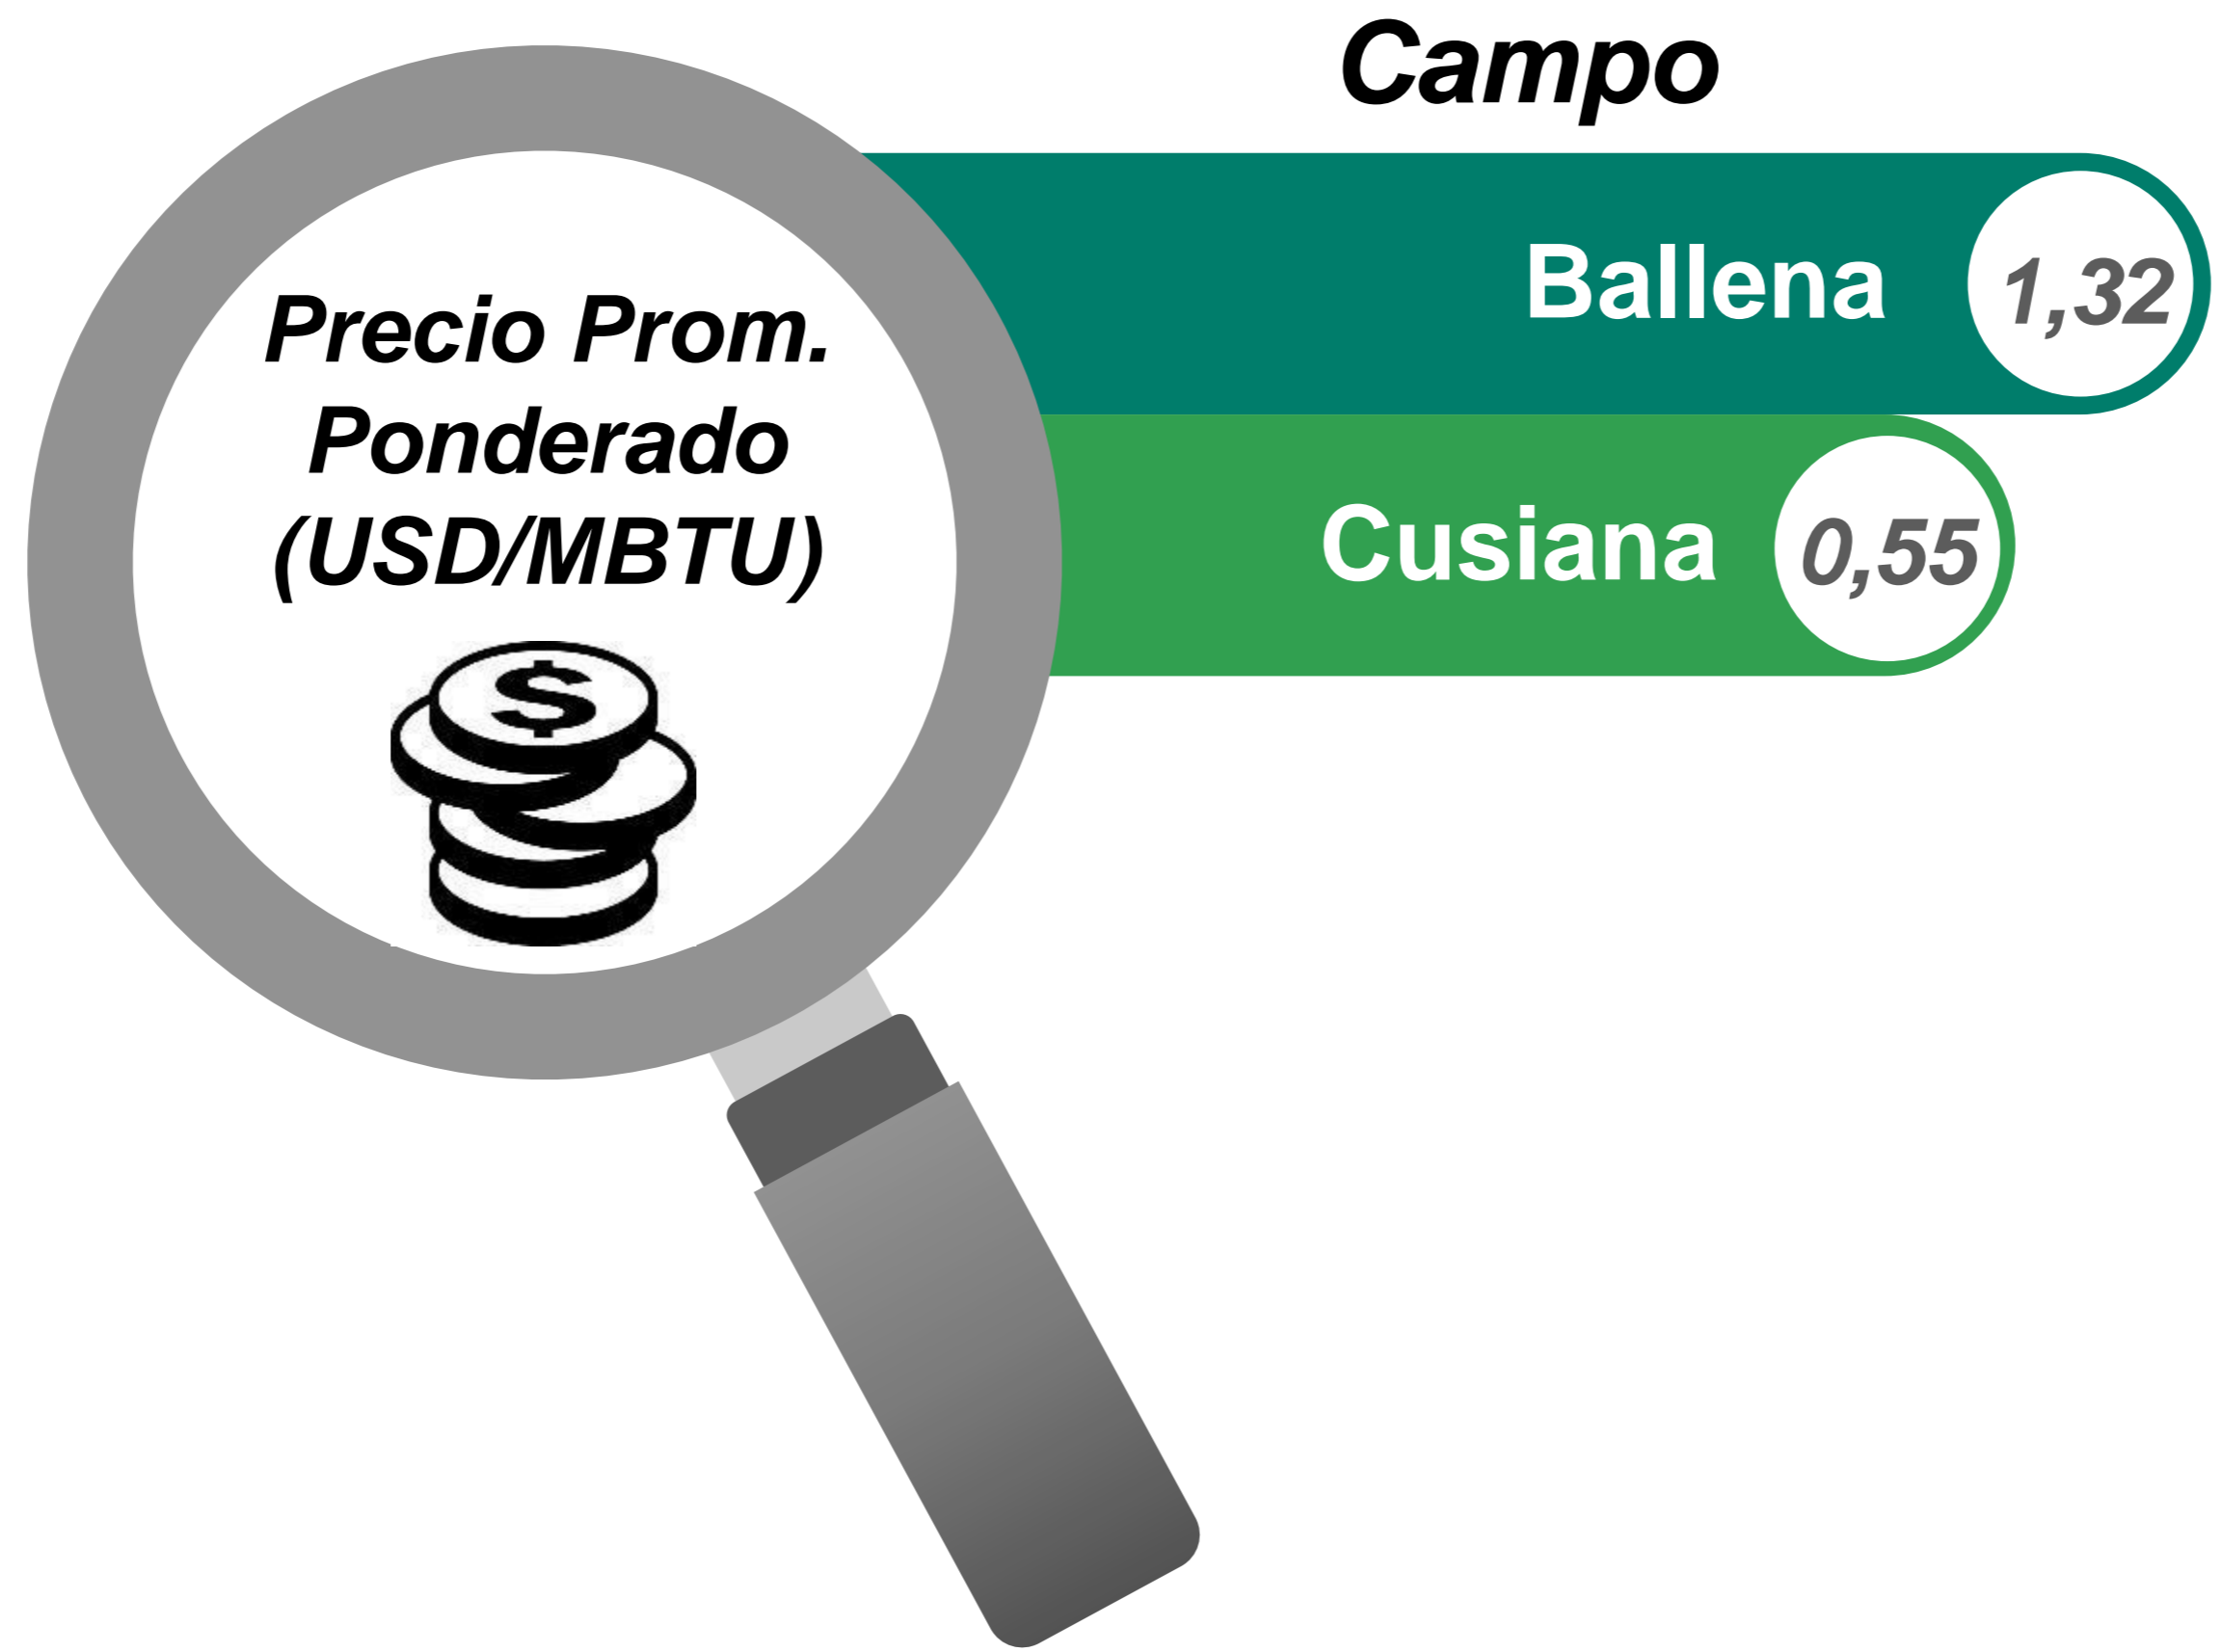 Campo
Precio Prom.
Ponderado
(USD/MBTU)
$
Ballena 1,32
Cusiana 0,55